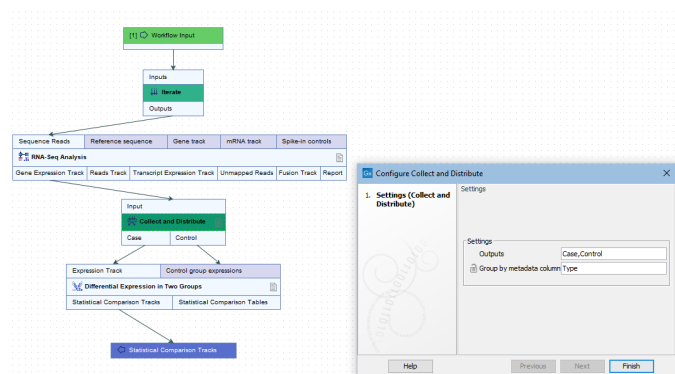 [1] Workflow Input
Inputs
Iterate
Outputs
Sequence Reads Reference sequence Gene track mRNA track Spike-in controls
RNA-Seq Analysis
Gene Expression Track Reads Track Transcript Expression Track Unmapped Reads Fusion Track Report
Input
Collect and Distribute
Case Control
Expression Track Control group expressions
Differential Expression in Two Groups
Statistical Comparison Tracks Statistical Comparison Tables
Statistical Comparison Tracks
Gx Configure Collect and Distribute
1. Settings (Collect and
Distribute)
Settings
Settings
Outputs Case,Control
Group by metadata column Type
Help Previous Next Finish